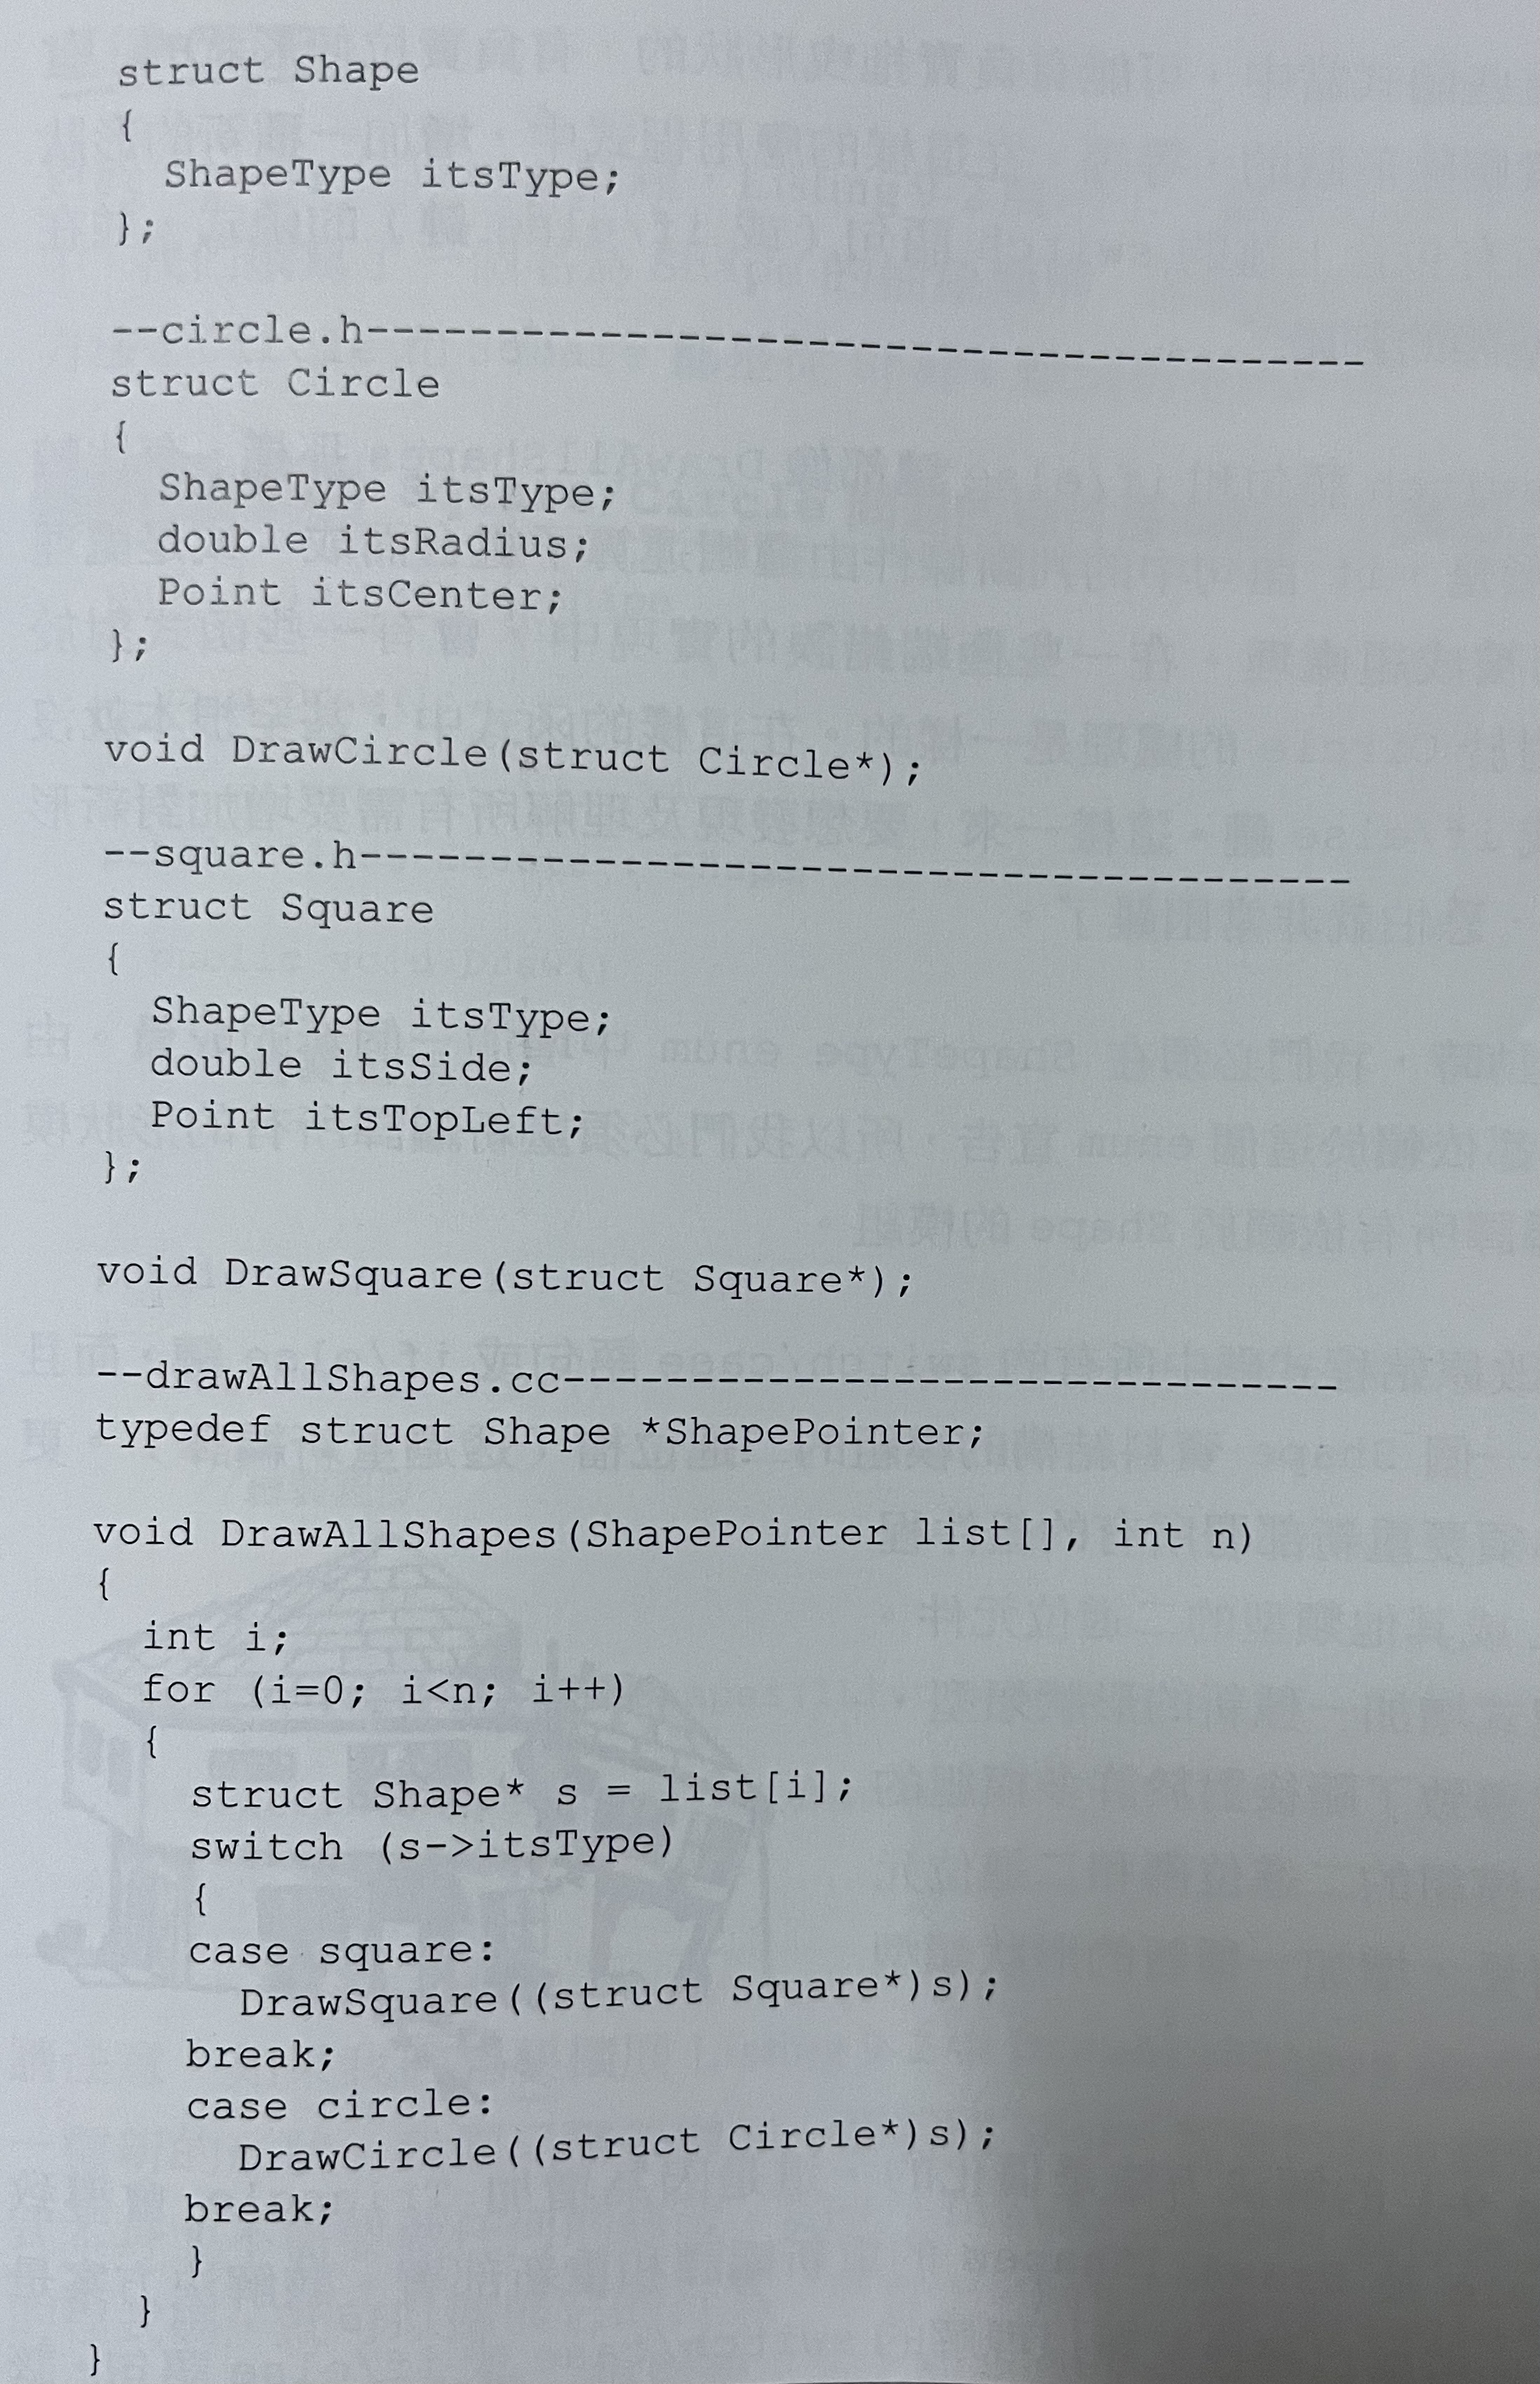 struct Shape
{
  ShapeType itsType;
};

--circle.h---------------------------------------
struct Circle
{
  ShapeType itsType;
  double itsRadius;
  Point itsCenter;
};

void DrawCircle(struct Circle*);

--square.h---------------------------------------
struct Square
{
  ShapeType itsType;
  double itsSide;
  Point itsTopLeft;
};

void DrawSquare(struct Square*);

--drawAllShapes.cc-------------------------------
typedef struct Shape *ShapePointer;

void DrawAllShapes(ShapePointer list[], int n)
{
  int i;
  for (i=0; i<n; i++)
  {
    struct Shape* s = list[i];
    switch (s->itsType)
    {
    case square:
      DrawSquare((struct Square*)s);
    break;
    case circle:
      DrawCircle((struct Circle*)s);
    break;
    }
  }
}